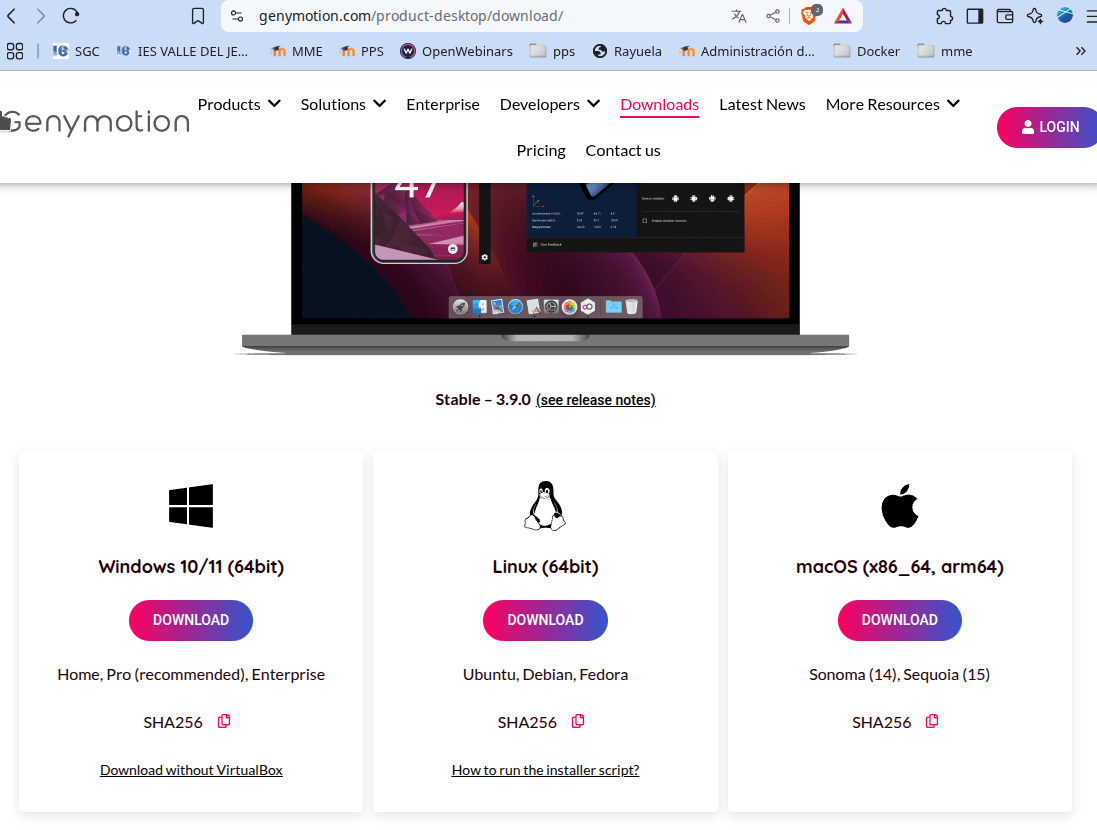 genymotion.com/product-desktop/download/
2
SGC IES VALLE DEL JE... MME PPS OpenWebinars pps Rayuela Administración d... Docker mme »
Genymotion
Products Solutions Enterprise Developers Downloads Latest News More Resources
LOGIN
Pricing Contact us
47
Stable – 3.9.0 (see release notes)
Windows 10/11 (64bit) Linux (64bit) macOS (x86_64, arm64)
DOWNLOAD DOWNLOAD DOWNLOAD
Home, Pro (recommended), Enterprise Ubuntu, Debian, Fedora Sonoma (14), Sequoia (15)
SHA256 SHA256 SHA256
Download without VirtualBox How to run the installer script?